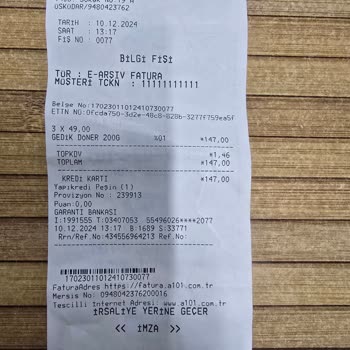 ÜSKÜDAR/9480423762
TARİH : 10.12.2024
SAAT : 13:17
FİŞ NO : 0077
BİLGİ FİŞİ
TÜR : E-ARŞİV FATURA
MÜŞTERİ TCKN : 11111111111
Belge No:17023011012410730077
ETTN NO:0fcda750-3d2e-48c8-828b-3277f759ea5f
3 X 49,00
GEDİK DÖNER 200G %01 *147,00
TOPKDV *1,46
TOPLAM *147,00
KREDİ KARTI *147,00
Yapıkredi Peşin (1)
Provizyon No : 239913
Puan:0,00
GARANTİ BANKASI
I:1991555 T:03407053 55496026****2077
10.12.2024 13:17 B:1689 S:33771
Rrn/Ref.No:434556964213 Ref.No:
17023011012410730077
FaturaAdres https://fatura.a101.com.tr
Mersis No: 0948042376200016
Tescilli İnternet Adresi: www.a101.com.tr
İRSALİYE YERİNE GEÇER
<< İMZA >>